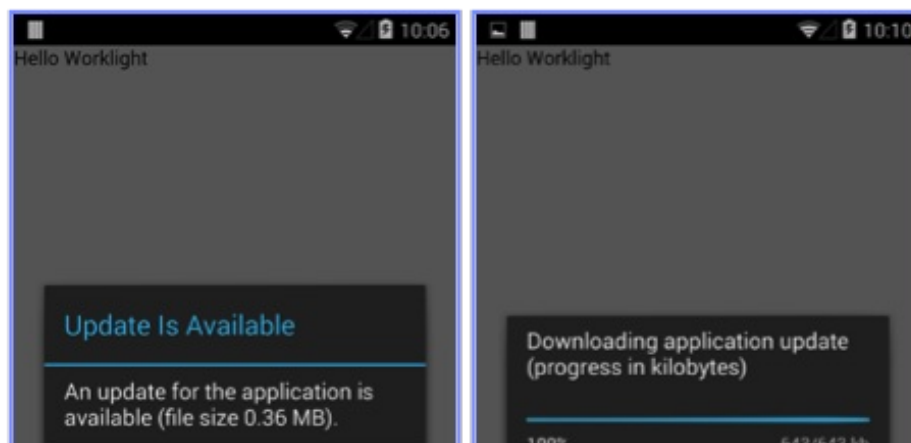 10:06
Hello Worklight
Update Is Available
An update for the application is
available (file size 0.36 MB).
10:10
Hello Worklight
Downloading application update
(progress in kilobytes)
100%